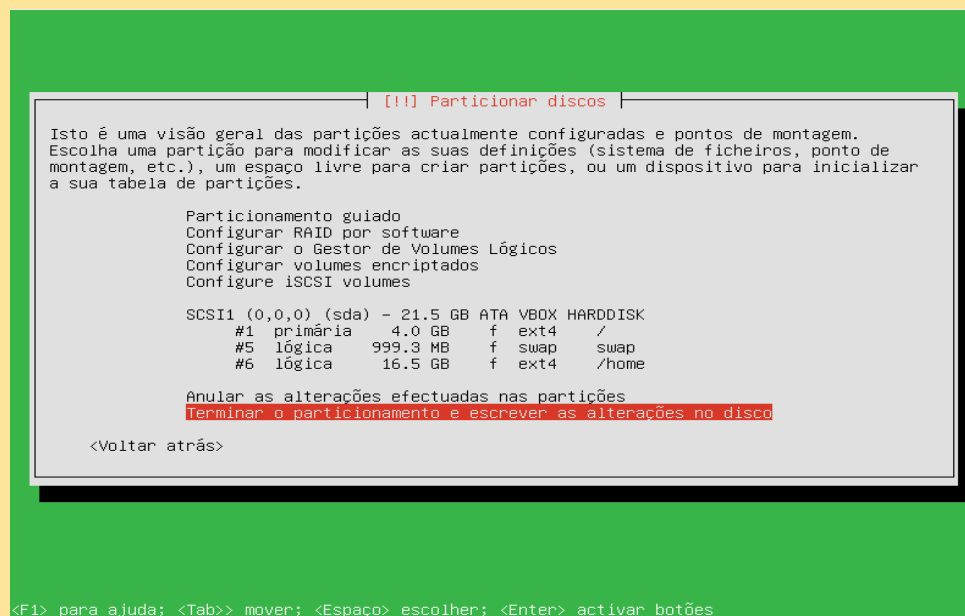 [!!] Particionar discos
Isto é uma visão geral das partições actualmente configuradas e pontos de montagem.
Escolha uma partição para modificar as suas definições (sistema de ficheiros, ponto de
montagem, etc.), um espaço livre para criar partições, ou um dispositivo para inicializar
a sua tabela de partições.
Particionamento guiado
Configurar RAID por software
Configurar o Gestor de Volumes Lógicos
Configurar volumes encriptados
Configure iSCSI volumes
SCSI1 (0,0,0) (sda) - 21.5 GB ATA VBOX HARDDISK
#1 primária 4.0 GB f ext4 /
#5 lógica 999.3 MB f swap swap
#6 lógica 16.5 GB f ext4 /home
Anular as alterações efectuadas nas partições
Terminar o particionamento e escrever as alterações no disco
<Voltar atrás>
<F1> para ajuda; <Tab>> mover; <Espaço> escolher; <Enter> activar botões